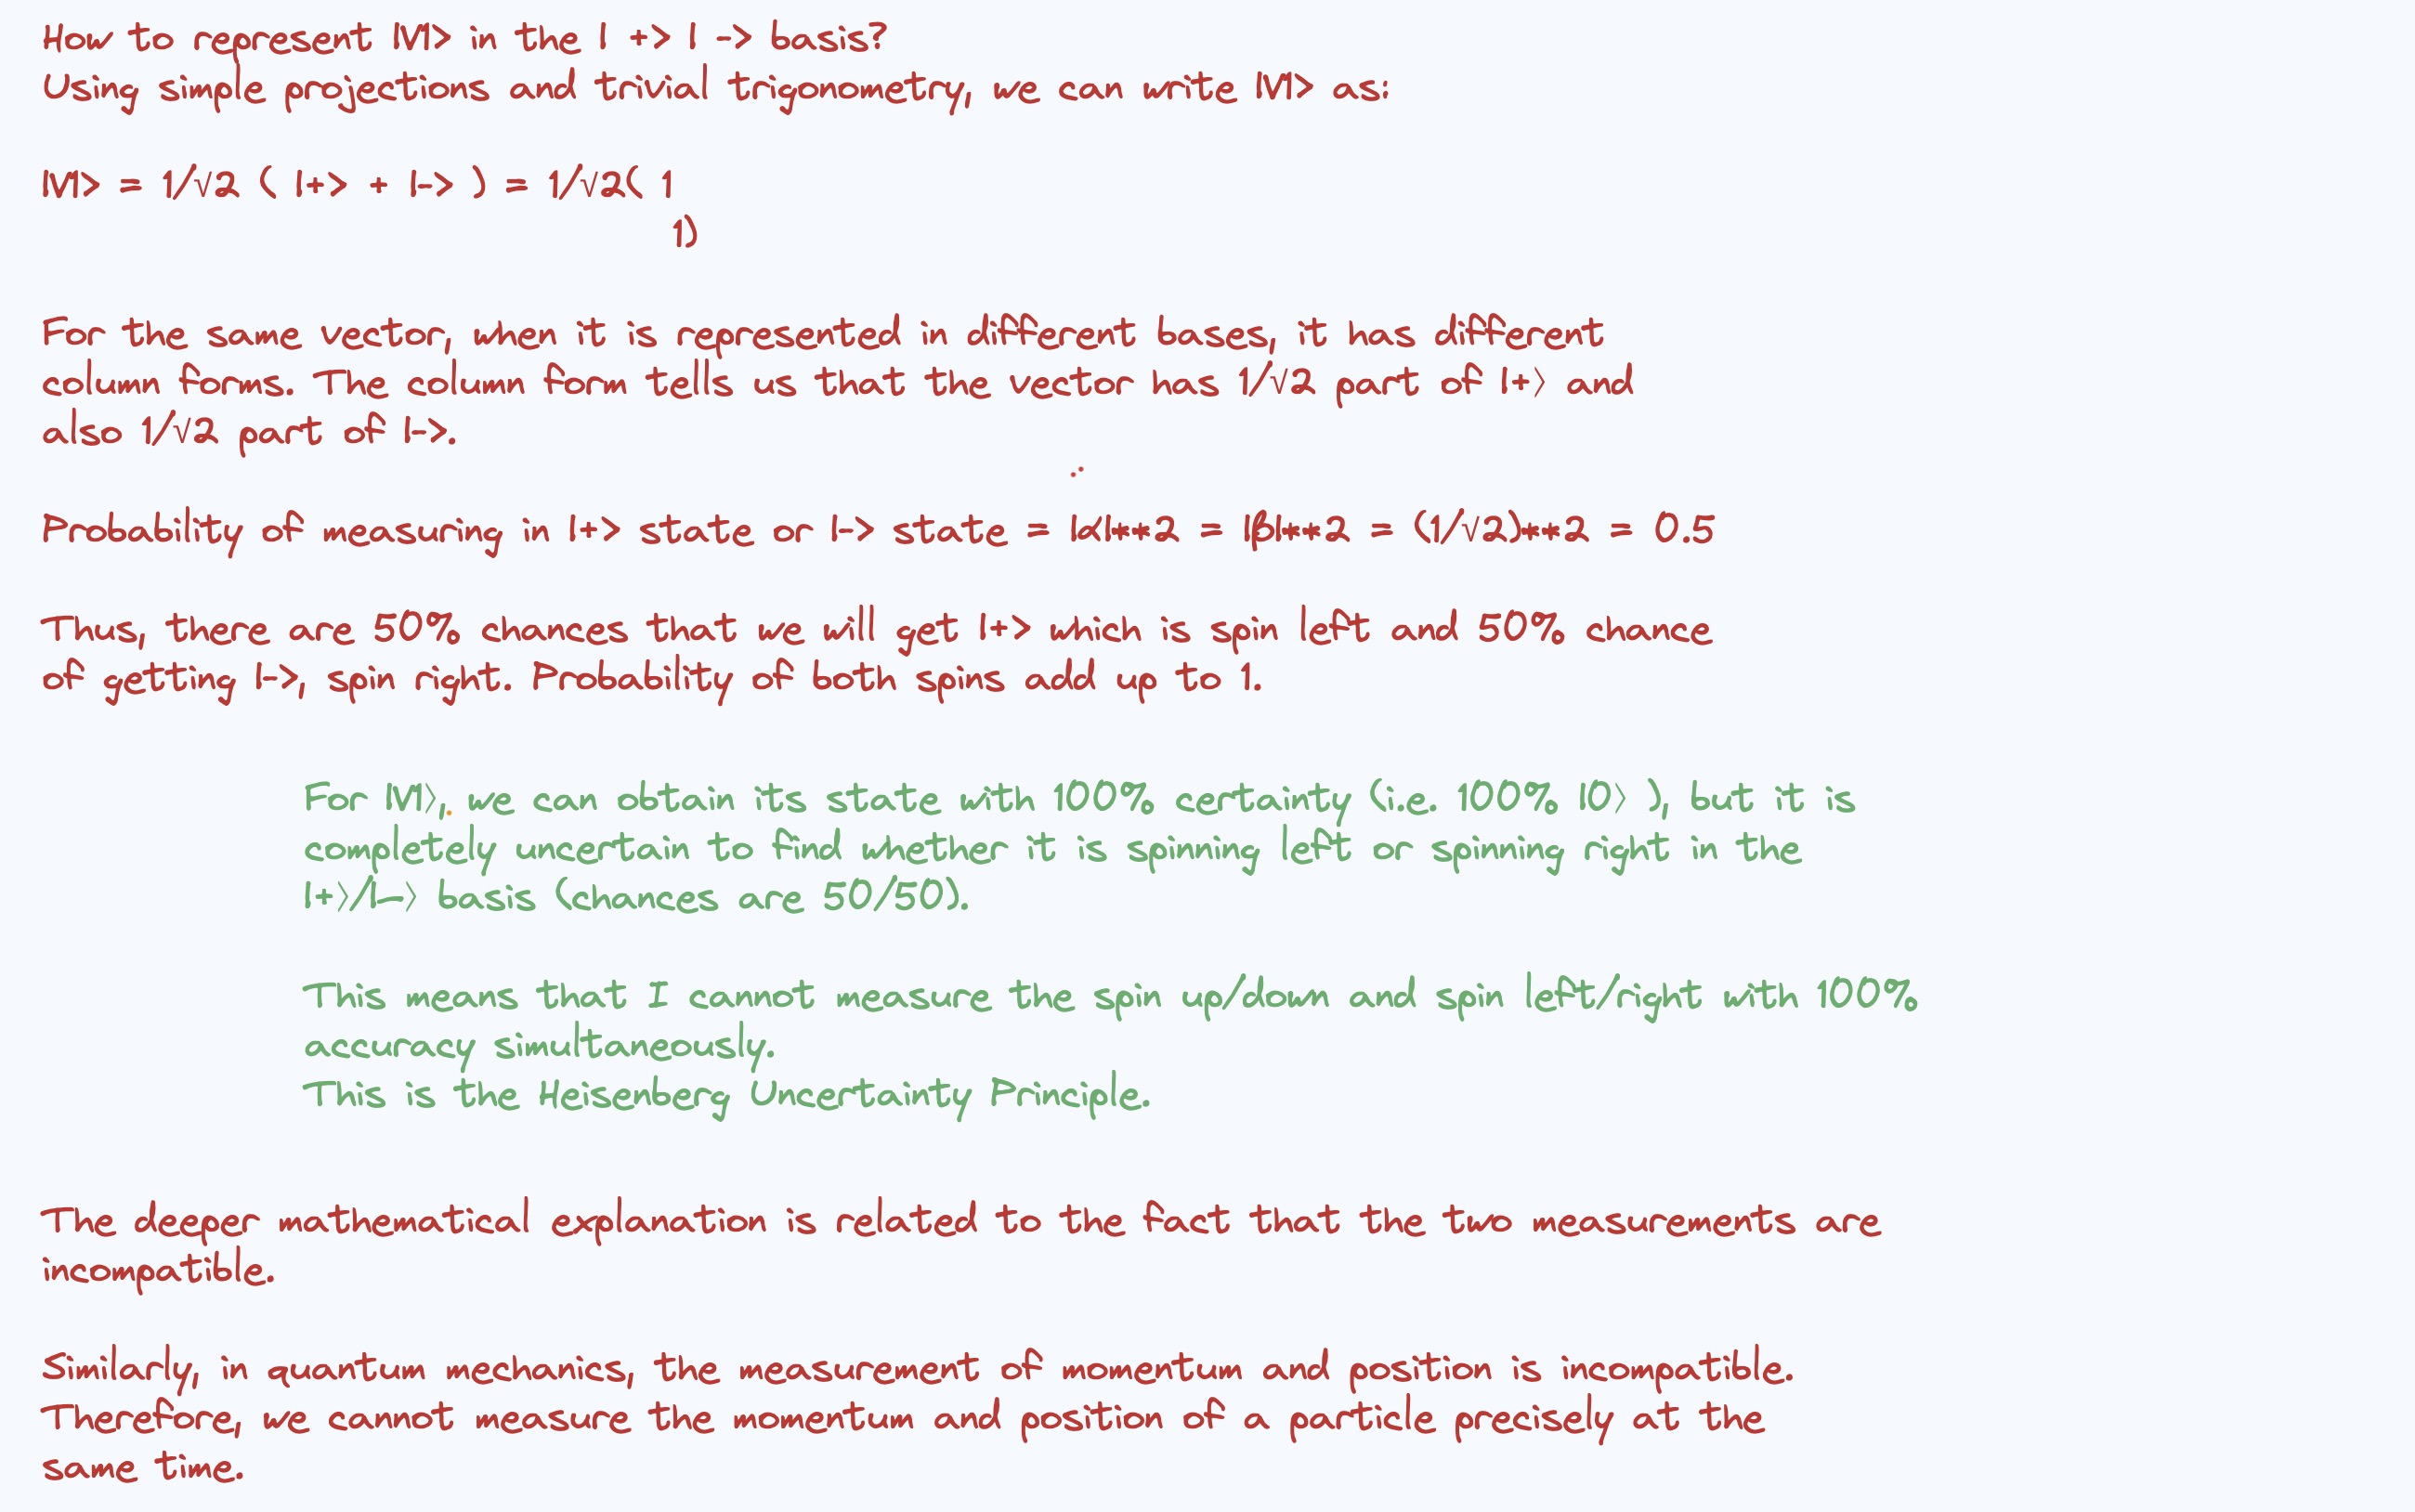 How to represent |V1> in the | +> | -> basis?
Using simple projections and trivial trigonometry, we can write |V1> as:
|V1> = 1/√2 ( |+> + |-> ) = 1/√2( 1
1)
For the same vector, when it is represented in different bases, it has different
column forms. The column form tells us that the vector has 1/√2 part of |+⟩ and
also 1/√2 part of |->.
Probability of measuring in |+> state or |-> state = |α|**2 = |β|**2 = (1/√2)**2 = 0.5
Thus, there are 50% chances that we will get |+> which is spin left and 50% chance
of getting |->, spin right. Probability of both spins add up to 1.
For |V1⟩, we can obtain its state with 100% certainty (i.e. 100% |0⟩ ), but it is
completely uncertain to find whether it is spinning left or spinning right in the
|+⟩/|−⟩ basis (chances are 50/50).
This means that I cannot measure the spin up/down and spin left/right with 100%
accuracy simultaneously.
This is the Heisenberg Uncertainty Principle.
The deeper mathematical explanation is related to the fact that the two measurements are
incompatible.
Similarly, in quantum mechanics, the measurement of momentum and position is incompatible.
Therefore, we cannot measure the momentum and position of a particle precisely at the
same time.